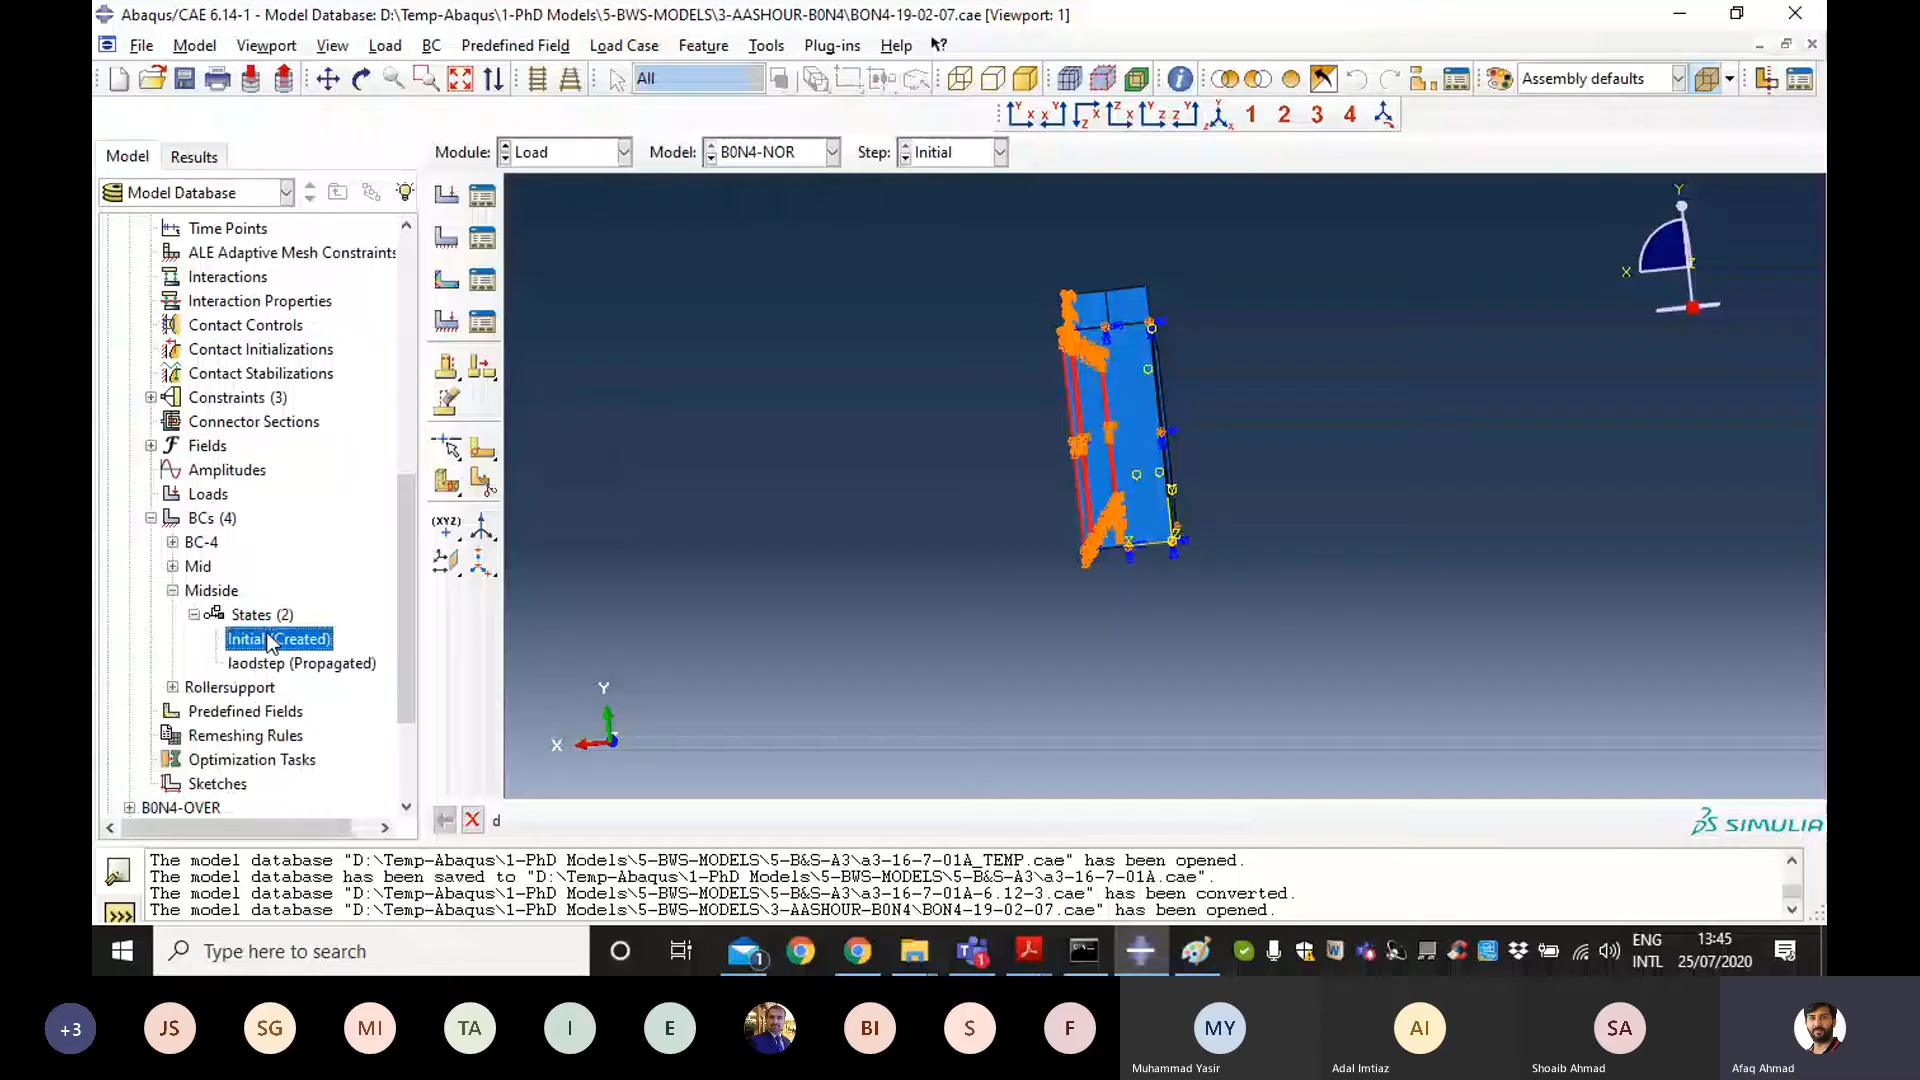 Abaqus/CAE 6.14-1 - Model Database: D:\Temp-Abaqus\1-PhD Models\5-BWS-MODELS\3-AASHOUR-B0N4\BON4-19-02-07.cae [Viewport: 1]
File Model Viewport View Load BC Predefined Field Load Case Feature Tools Plug-ins Help
All
Assembly defaults
1 2 3 4
Model Results
Module: Load Model: B0N4-NOR Step: Initial
Model Database
Time Points
ALE Adaptive Mesh Constraints
Interactions
Interaction Properties
Contact Controls
Contact Initializations
Contact Stabilizations
Constraints (3)
Connector Sections
Fields
Amplitudes
Loads
BCs (4)
BC-4
Mid
Midside
States (2)
Initial (Created)
laodstep (Propagated)
Rollersupport
Predefined Fields
Remeshing Rules
Optimization Tasks
Sketches
B0N4-OVER
(XYZ)
Y
X
Z
Y
X
d
SIMULIA
The model database "D:\Temp-Abaqus\1-PhD Models\5-BWS-MODELS\5-B&S-A3\a3-16-7-01A_TEMP.cae" has been opened.
The model database has been saved to "D:\Temp-Abaqus\1-PhD Models\5-BWS-MODELS\5-B&S-A3\a3-16-7-01A.cae".
The model database "D:\Temp-Abaqus\1-PhD Models\5-BWS-MODELS\5-B&S-A3\a3-16-7-01A-6.12-3.cae" has been converted.
The model database "D:\Temp-Abaqus\1-PhD Models\5-BWS-MODELS\3-AASHOUR-B0N4\BON4-19-02-07.cae" has been opened.
>>>
Type here to search
1
1
ENG
INTL
13:45
25/07/2020
+3 JS SG MI TA I E BI S F MY AI SA
Muhammad Yasir Adal Imtiaz Shoaib Ahmad Afaq Ahmad